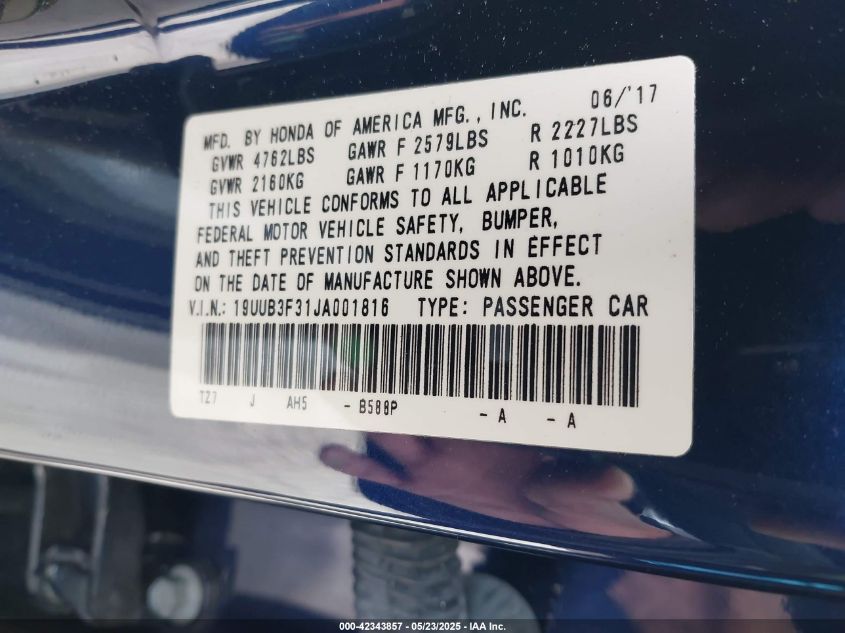 06/'17
MFD. BY HONDA OF AMERICA MFG., INC.
GVWR 4762LBS GAWR F 2579LBS R 2227LBS
GVWR 2160KG GAWR F 1170KG R 1010KG
THIS VEHICLE CONFORMS TO ALL APPLICABLE
FEDERAL MOTOR VEHICLE SAFETY, BUMPER,
AND THEFT PREVENTION STANDARDS IN EFFECT
ON THE DATE OF MANUFACTURE SHOWN ABOVE.
V.I.N.: 19UUB3F31JA001816 TYPE: PASSENGER CAR
TZ7 J AH5 - B588P - A - A
000-42343857 - 05/23/2025 - IAA Inc.